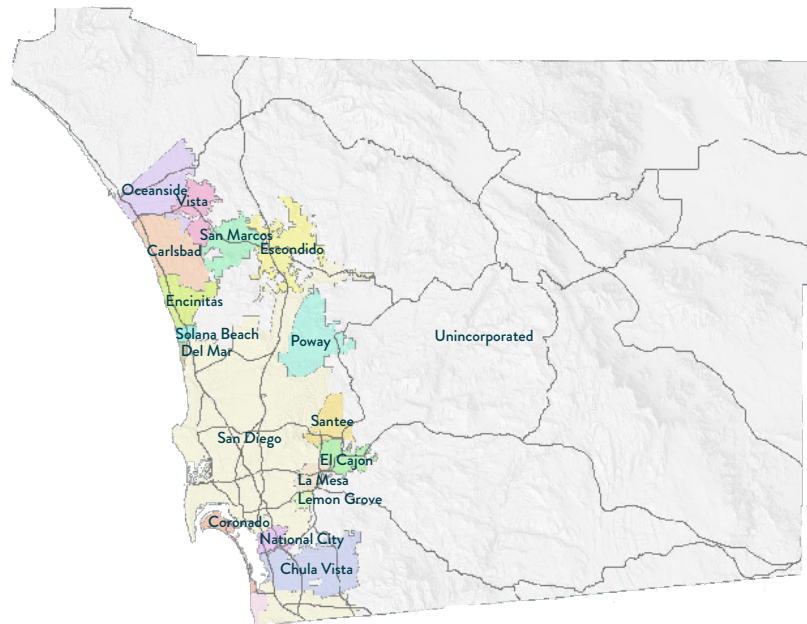 Oceanside
Vista
San Marcos
Carlsbad
Escondido
Encinitas
Solana Beach
Del Mar
Poway
Unincorporated
Santee
San Diego
El Cajon
La Mesa
Lemon Grove
Coronado
National City
Chula Vista